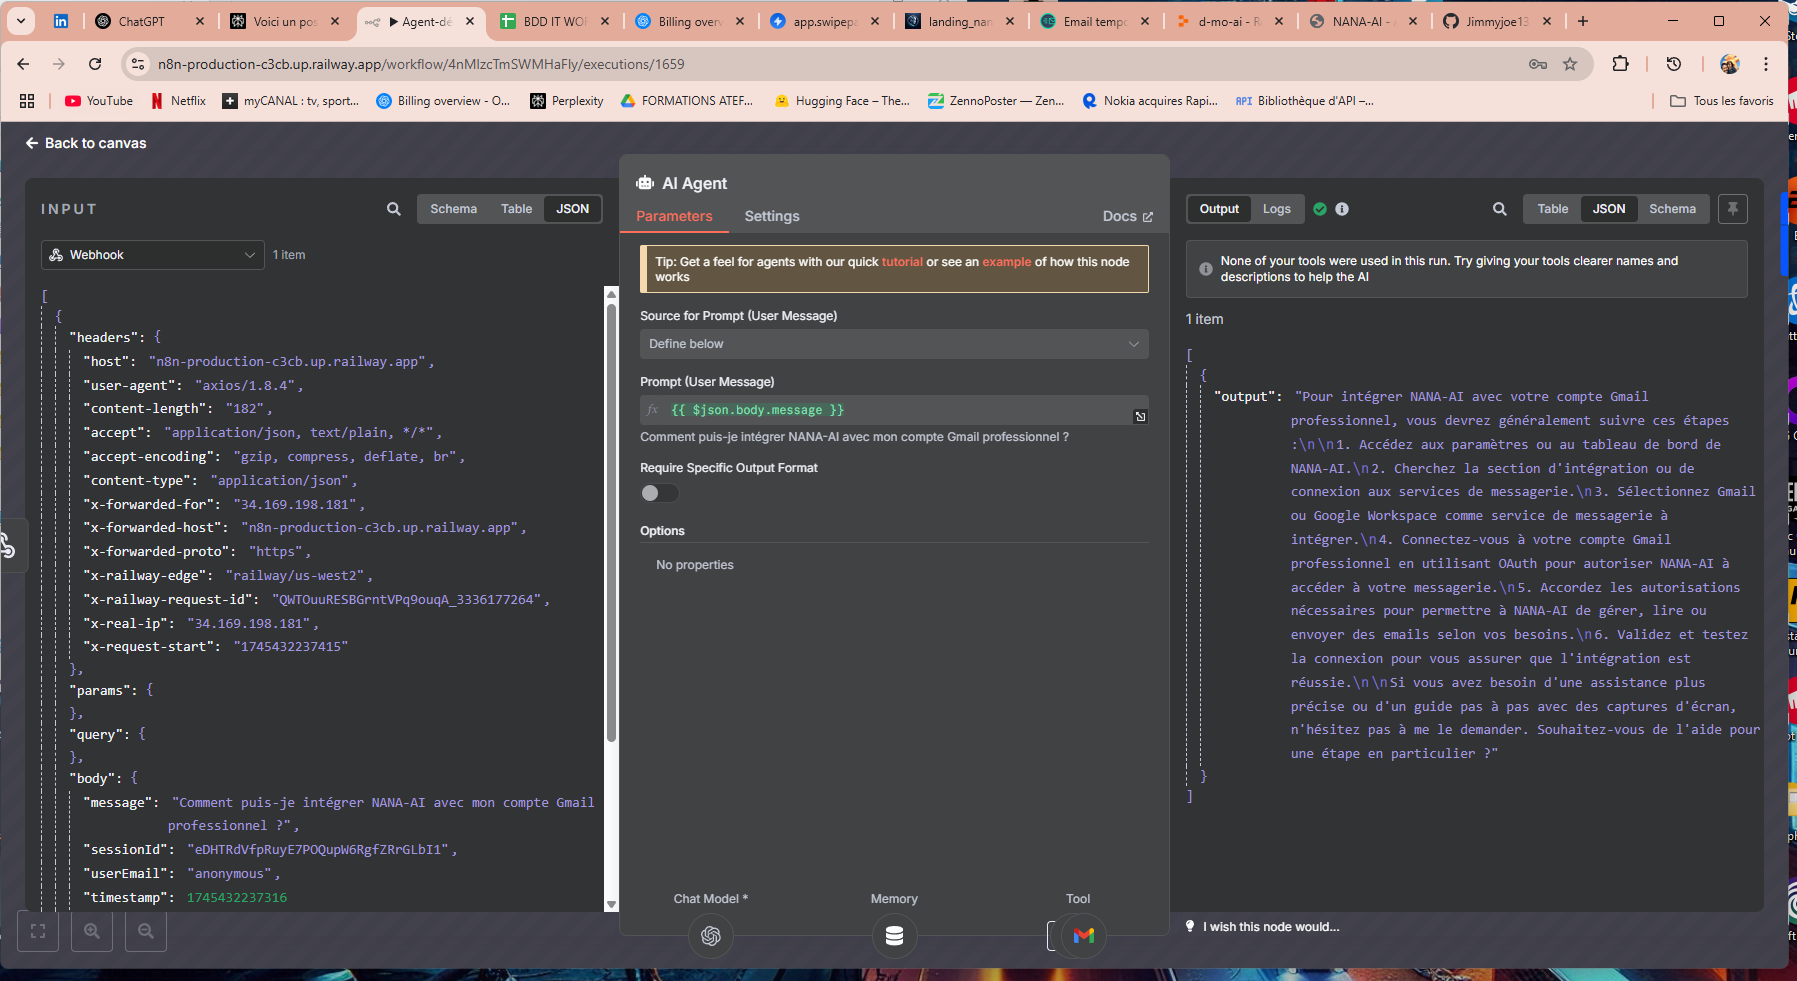 ChatGPT
Voici un pos
Agent-dé
BDD IT WOR
Billing over
app.swipepa
landing_nan
Email tempo
d-mo-ai - R
NANA-AI - A
Jimmyjoe13
n8n-production-c3cb.up.railway.app/workflow/4nMIzcTmSWMHaFIy/executions/1659
YouTube
Netflix
myCANAL : tv, sport...
Billing overview - O...
Perplexity
FORMATIONS ATEF...
Hugging Face – The...
ZennoPoster — Zen...
Nokia acquires Rapi...
API Bibliothèque d'API –...
Tous les favoris
Back to canvas
INPUT
Schema
Table
JSON
Webhook
1 item
[
{
"headers": {
"host": "n8n-production-c3cb.up.railway.app",
"user-agent": "axios/1.8.4",
"content-length": "182",
"accept": "application/json, text/plain, */*",
"accept-encoding": "gzip, compress, deflate, br",
"content-type": "application/json",
"x-forwarded-for": "34.169.198.181",
"x-forwarded-host": "n8n-production-c3cb.up.railway.app",
"x-forwarded-proto": "https",
"x-railway-edge": "railway/us-west2",
"x-railway-request-id": "QWTOuuRESBGrntVPq9ouqA_3336177264",
"x-real-ip": "34.169.198.181",
"x-request-start": "1745432237415"
},
"params": {
},
"query": {
},
"body": {
"message": "Comment puis-je intégrer NANA-AI avec mon compte Gmail
professionnel ?",
"sessionId": "eDHTRdVfpRuyE7POQupW6RgfZRrGLbI1",
"userEmail": "anonymous",
"timestamp": 1745432237316
AI Agent
Parameters
Settings
Docs
Tip: Get a feel for agents with our quick tutorial or see an example of how this node
works
Source for Prompt (User Message)
Define below
Prompt (User Message)
fx {{ $json.body.message }}
Comment puis-je intégrer NANA-AI avec mon compte Gmail professionnel ?
Require Specific Output Format
Options
No properties
Chat Model *
Memory
Tool
Output
Logs
Table
JSON
Schema
None of your tools were used in this run. Try giving your tools clearer names and
descriptions to help the AI
1 item
[
{
"output": "Pour intégrer NANA-AI avec votre compte Gmail
professionnel, vous devrez généralement suivre ces étapes
:\n\n1. Accédez aux paramètres ou au tableau de bord de
NANA-AI.\n2. Cherchez la section d'intégration ou de
connexion aux services de messagerie.\n3. Sélectionnez Gmail
ou Google Workspace comme service de messagerie à
intégrer.\n4. Connectez-vous à votre compte Gmail
professionnel en utilisant OAuth pour autoriser NANA-AI à
accéder à votre messagerie.\n5. Accordez les autorisations
nécessaires pour permettre à NANA-AI de gérer, lire ou
envoyer des emails selon vos besoins.\n6. Validez et testez
la connexion pour vous assurer que l'intégration est
réussie.\n\nSi vous avez besoin d'une assistance plus
précise ou d'un guide pas à pas avec des captures d'écran,
n'hésitez pas à me le demander. Souhaitez-vous de l'aide pour
une étape en particulier ?"
}
]
I wish this node would...